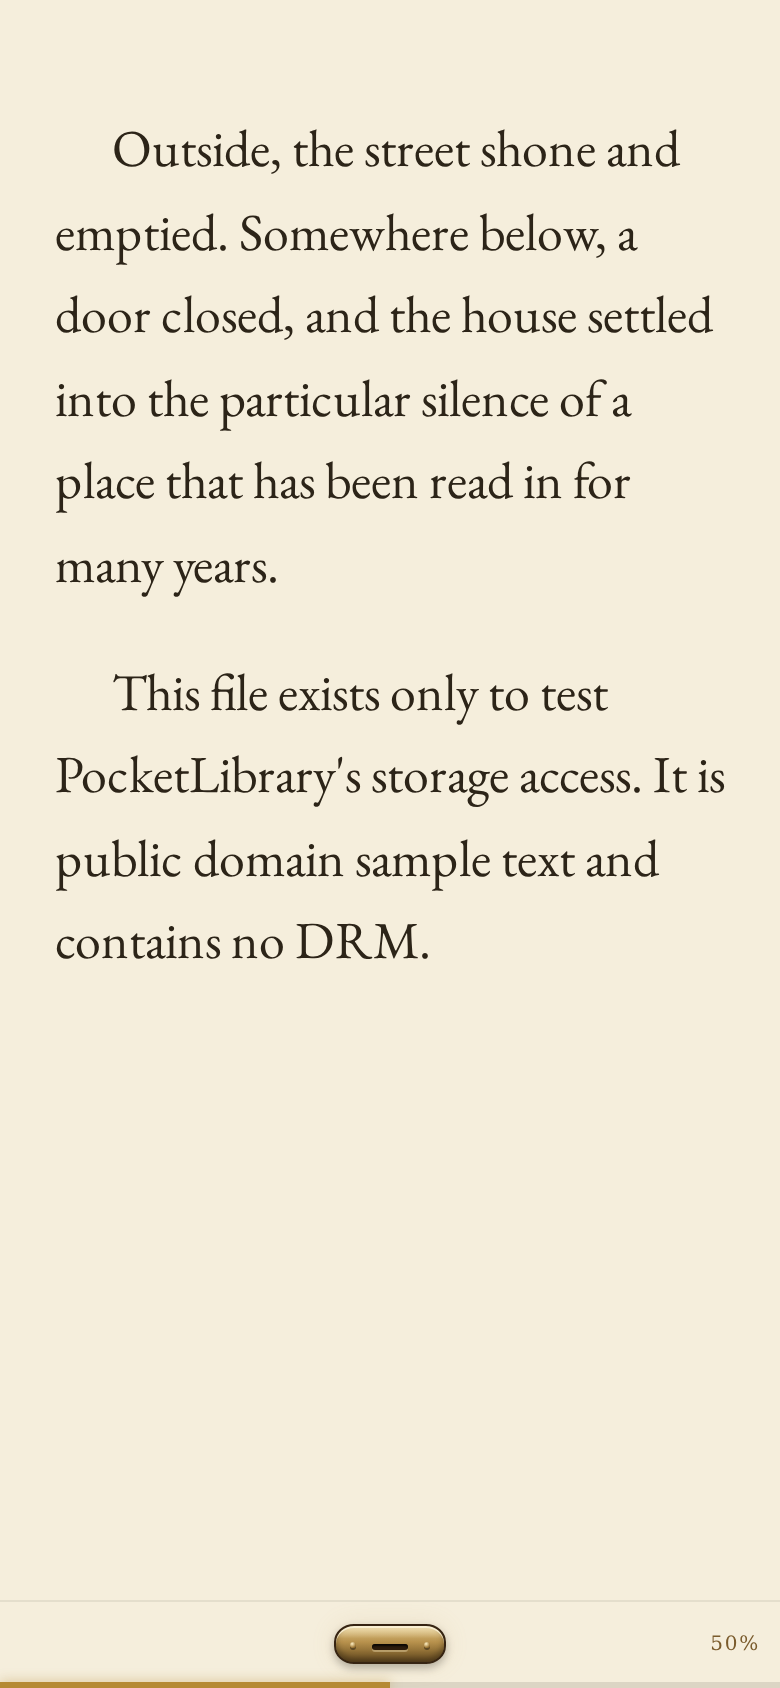 Outside, the street shone and
emptied. Somewhere below, a
door closed, and the house settled
into the particular silence of a
place that has been read in for
many years.
This file exists only to test
PocketLibrary's storage access. It is
public domain sample text and
contains no DRM.
50%